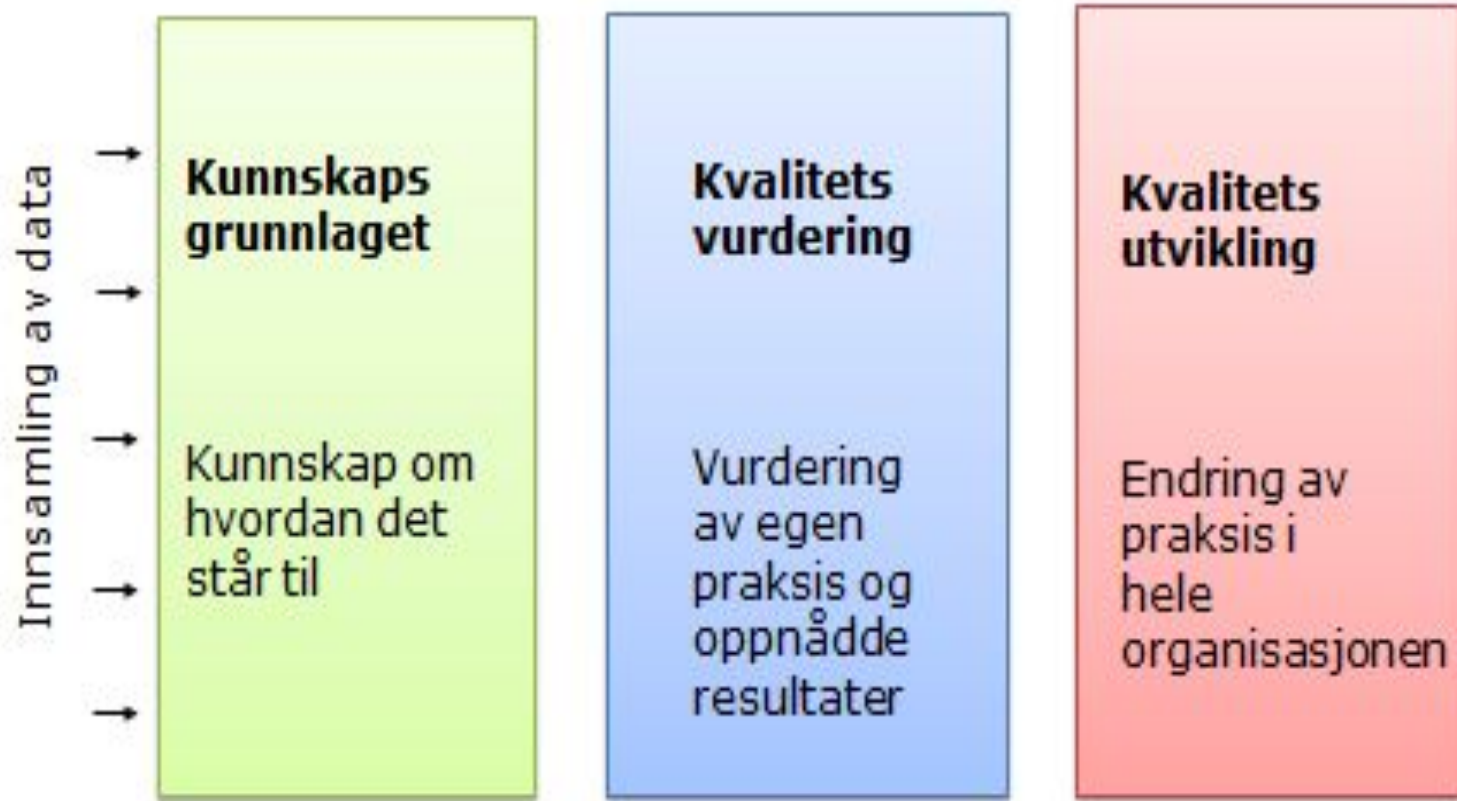 Innsamling av data
Kunnskaps
grunnlaget
Kunnskap om
hvordan det
står til
Kvalitets
vurdering
Vurdering
av egen
praksis og
oppnådde
resultater
Kvalitets
utvikling
Endring av
praksis i
hele
organisasjonen